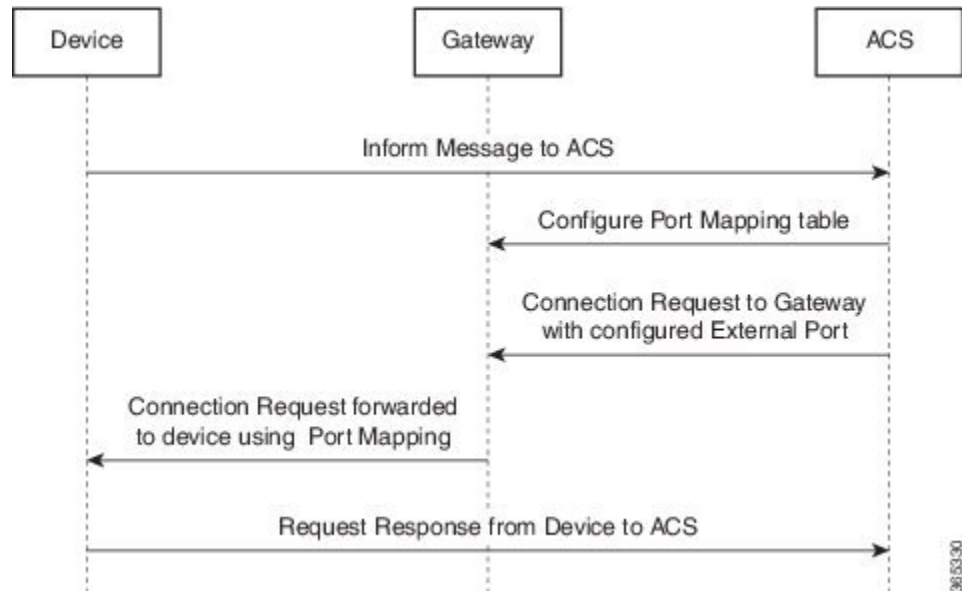 Device
Gateway
ACS
Inform Message to ACS
Configure Port Mapping table
Connection Request to Gateway
with configured External Port
Connection Request forwarded
to device using Port Mapping
Request Response from Device to ACS
365330